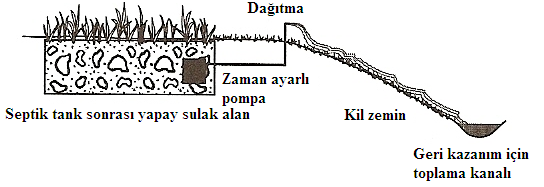 Dağıtma
Zaman ayarlı
pompa
Septik tank sonrası yapay sulak alan
Kil zemin
Geri kazanım için
toplama kanalı